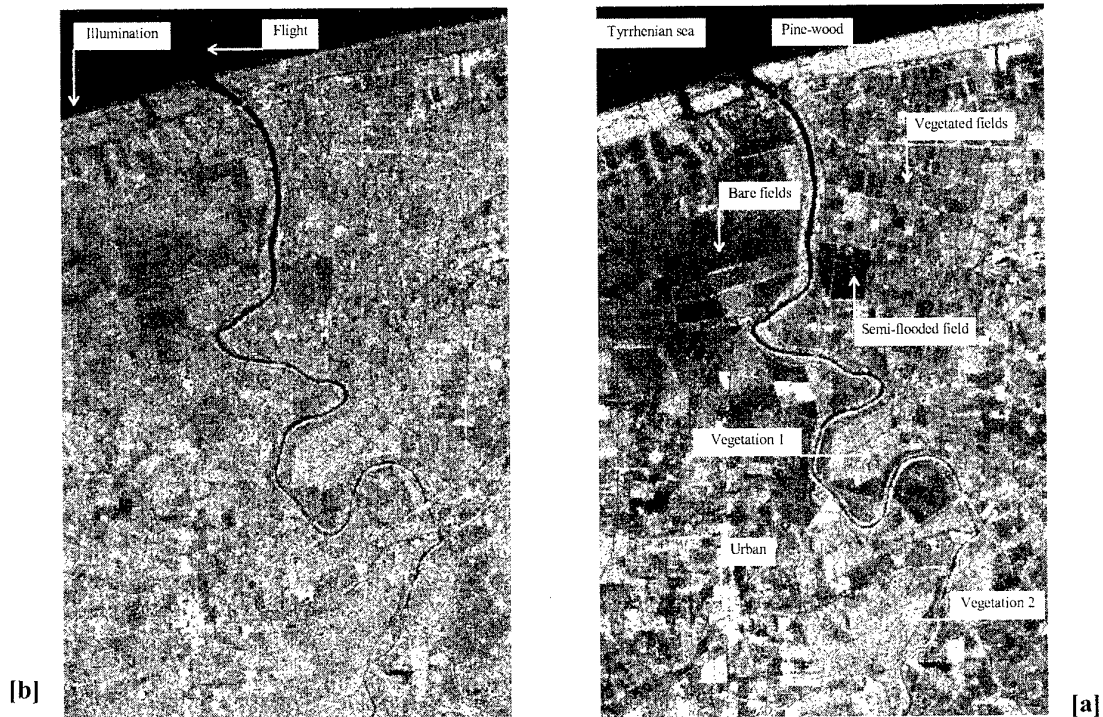 Illumination
Flight
[b]
Tyrrhenian sea
Pine-wood
Vegetated fields
Bare fields
Semi-flooded field
Vegetation 1
Urban
Vegetation 2
[a]